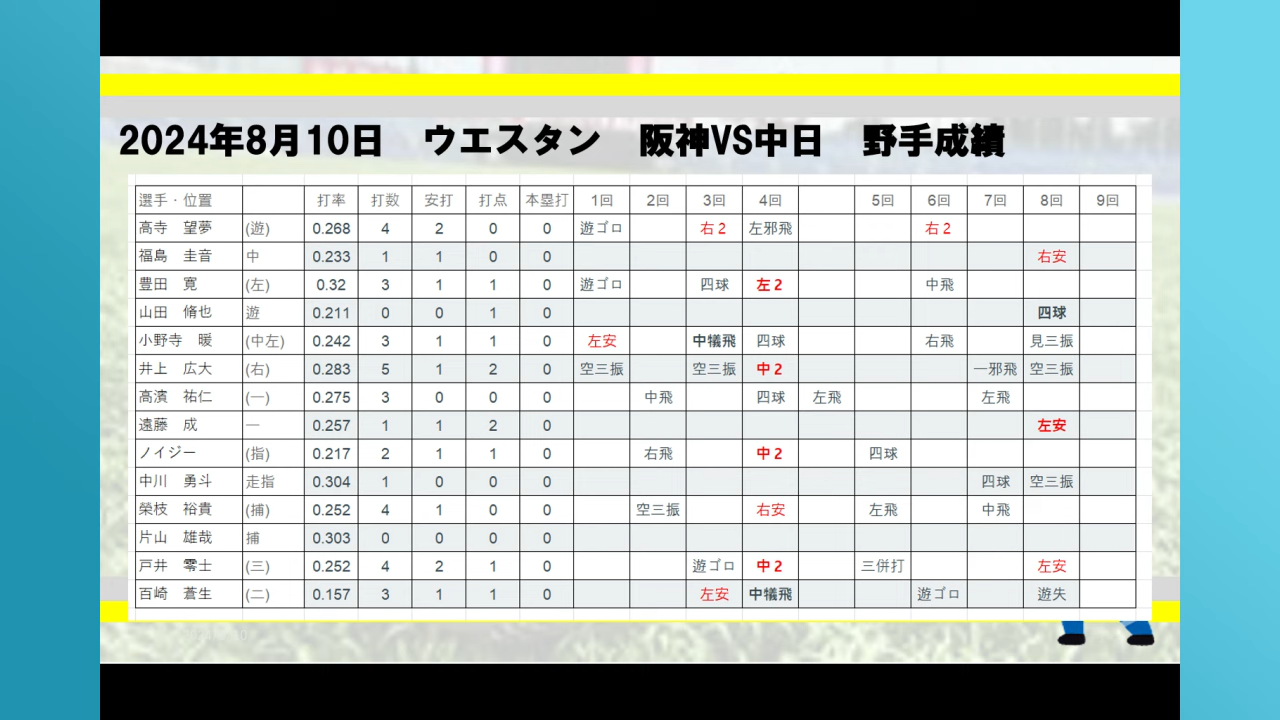 2024年8月10日　ウエスタン　阪神VS中日　野手成績
選手・位置 打率 打数 安打 打点 本塁打 1回 2回 3回 4回 5回 6回 7回 8回 9回
高寺　望夢 (遊) 0.268 4 2 0 0 遊ゴロ 右２ 左邪飛 右２
福島　圭音 中 0.233 1 1 0 0 右安
豊田　寛 (左) 0.32 3 1 1 0 遊ゴロ 四球 左２ 中飛
山田　脩也 遊 0.211 0 0 1 0 四球
小野寺　暖 (中左) 0.242 3 1 1 0 左安 中犠飛 四球 右飛 見三振
井上　広大 (右) 0.283 5 1 2 0 空三振 空三振 中２ 一邪飛 空三振
高濱　祐仁 (一) 0.275 3 0 0 0 中飛 四球 左飛 左飛
遠藤　成 一 0.257 1 1 2 0 左安
ノイジー (指) 0.217 2 1 1 0 右飛 中２ 四球
中川　勇斗 走指 0.304 1 0 0 0 四球 空三振
榮枝　裕貴 (捕) 0.252 4 1 0 0 空三振 右安 左飛 中飛
片山　雄哉 捕 0.303 0 0 0 0
戸井　零士 (三) 0.252 4 2 1 0 遊ゴロ 中２ 三併打 左安
百崎　蒼生 (二) 0.157 3 1 1 0 左安 中犠飛 遊ゴロ 遊失